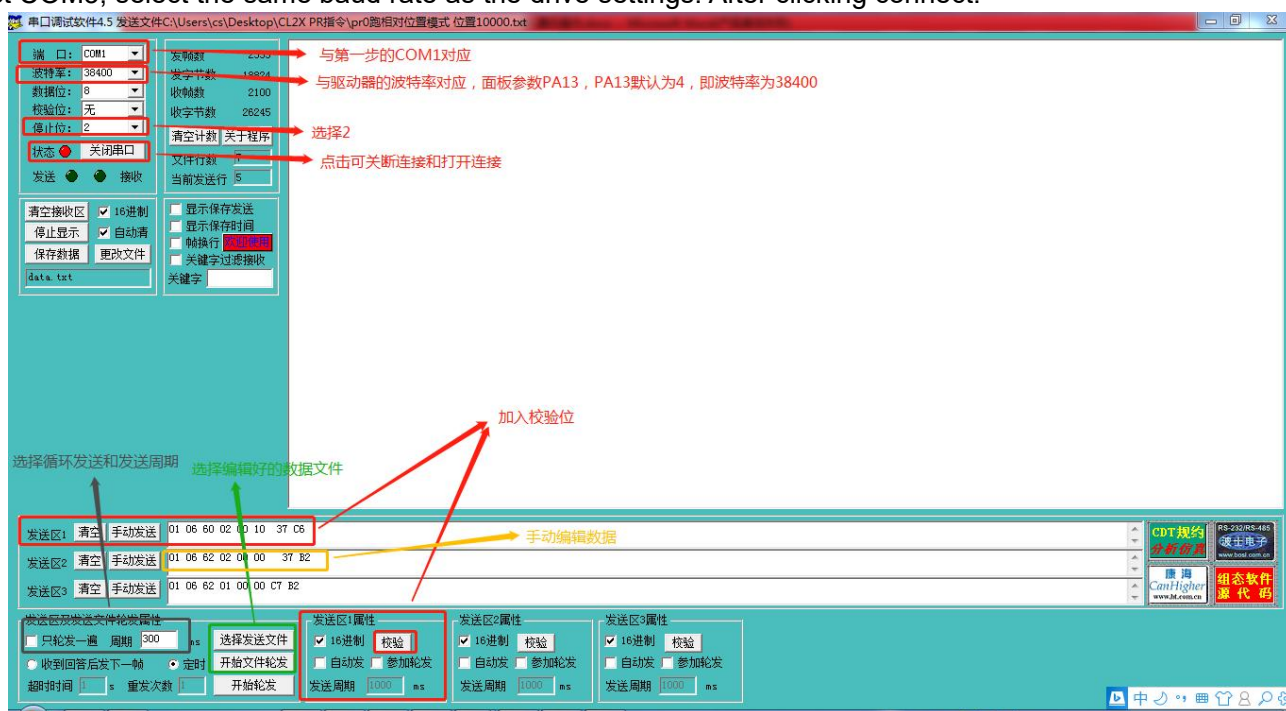 COM6, select the same baud rate as the drive settings. After clicking connect.
串口调试软件4.5 发送文件C:\Users\cs\Desktop\CL2X PR指令\pr0跑相对位置模式 位置10000.txt
端 口: COM1
波特率: 38400
数据位: 8
校验位: 无
停止位: 2
状态 关闭串口
发送 接收
发帧数
发字节数 18824
收帧数 2100
收字节数 26245
清空计数 关于程序
文件行数 7
当前发送行 5
与第一步的COM1对应
与驱动器的波特率对应,面板参数PA13,PA13默认为4,即波特率为38400
选择2
点击可关断连接和打开连接
清空接收区 16进制
停止显示 自动清
保存数据 更改文件
data.txt
显示保存发送
显示保存时间
帧换行 欢迎使用
关键字过滤接收
关键字
加入校验位
选择循环发送和发送周期
选择编辑好的数据文件
发送区1 清空 手动发送 01 06 60 02 00 10 37 C6
手动编辑数据
发送区2 清空 手动发送 01 06 62 02 00 00 37 B2
发送区3 清空 手动发送 01 06 62 01 00 00 C7 B2
CDT规约
分析仿真
RS-232/RS-485
波士电子
www.bosi.com.cn
康海
CanHigher
组态软件
源代码
发送区及发送文件轮发属性
只轮发一遍 周期 300 ms
收到回答后发下一帧 定时
超时时间 1 s 重发次数 1
选择发送文件
开始文件轮发
开始轮发
发送区1属性
16进制 校验
自动发 参加轮发
发送周期 1000 ms
发送区2属性
16进制 校验
自动发 参加轮发
发送周期 1000 ms
发送区3属性
16进制 校验
自动发 参加轮发
发送周期 1000 ms
中